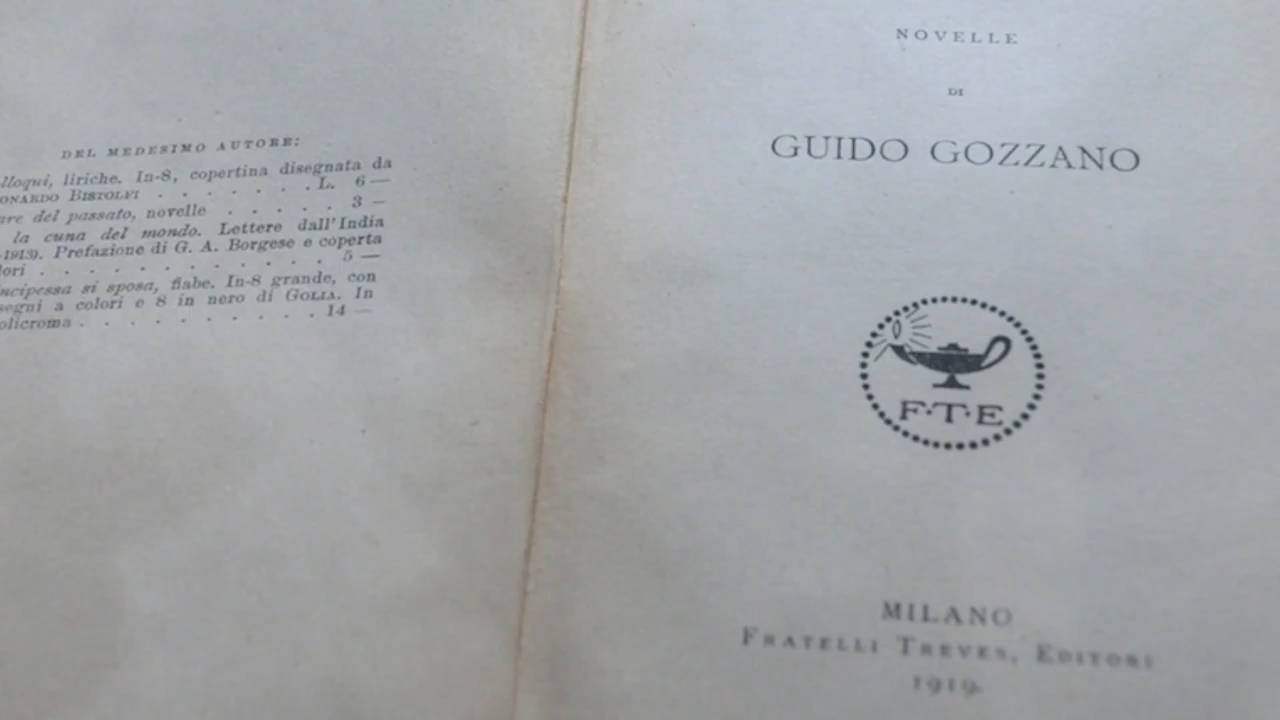 DEL MEDESIMO AUTORE:
lloqui, liriche. In-8, copertina disegnata da
ONARDO BISTOLFI . . . . . . . L. 6—
are del passato, novelle . . . . . 3 —
la cuna del mondo. Lettere dall'India
-1913). Prefazione di G. A. Borgese e coperta
lori . . . . . . . . . . . . 5 —
ncipessa si sposa, fiabe. In-8 grande, con
segni a colori e 8 in nero di GOLIA. In
olicroma . . . . . . . . . . 14 —
NOVELLE
DI
GUIDO GOZZANO
F·T·E
MILANO
FRATELLI TREVES, EDITORI
1919